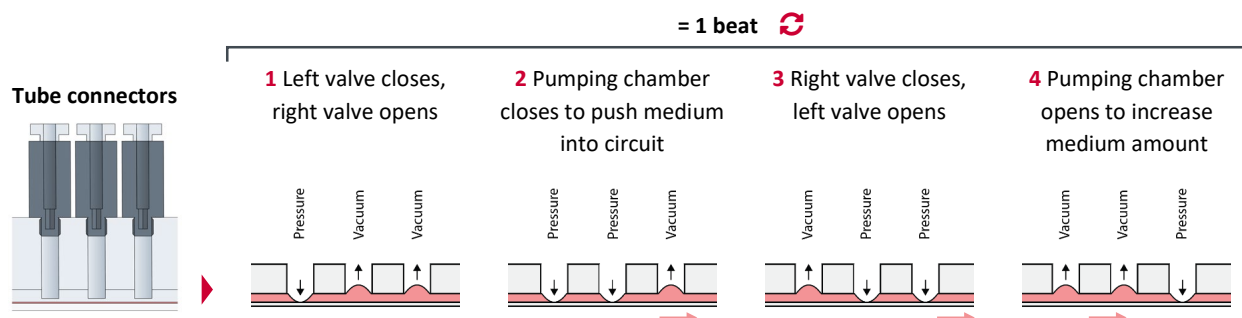 = 1 beat
Tube connectors
1 Left valve closes,
right valve opens
2 Pumping chamber
closes to push medium
into circuit
3 Right valve closes,
left valve opens
4 Pumping chamber
opens to increase
medium amount
Pressure
Vacuum
Vacuum
Pressure
Pressure
Vacuum
Vacuum
Pressure
Pressure
Vacuum
Vacuum
Pressure